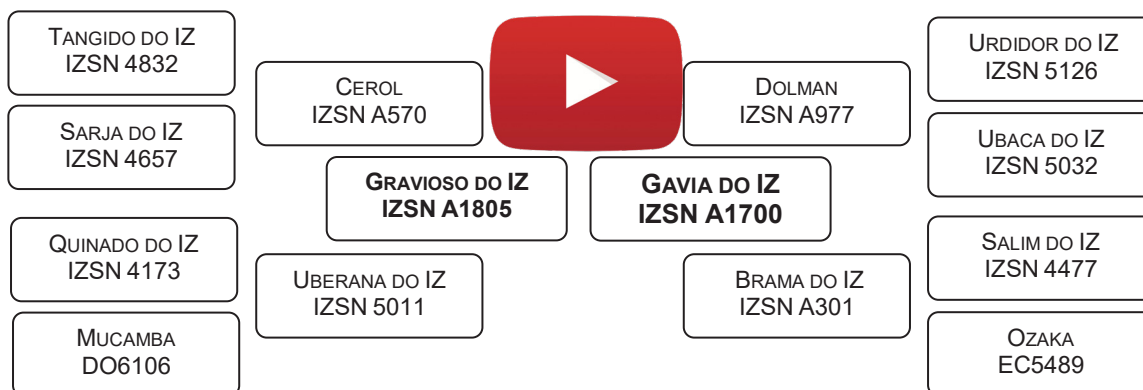 TANGIDO DO IZ
IZSN 4832
SARJA DO IZ
IZSN 4657
QUINADO DO IZ
IZSN 4173
MUCAMBA
DO6106
CEROL
IZSN A570
UBERANA DO IZ
IZSN 5011
GRAVIOSO DO IZ
IZSN A1805
GAVIA DO IZ
IZSN A1700
DOLMAN
IZSN A977
BRAMA DO IZ
IZSN A301
URDIDOR DO IZ
IZSN 5126
UBACA DO IZ
IZSN 5032
SALIM DO IZ
IZSN 4477
OZAKA
EC5489